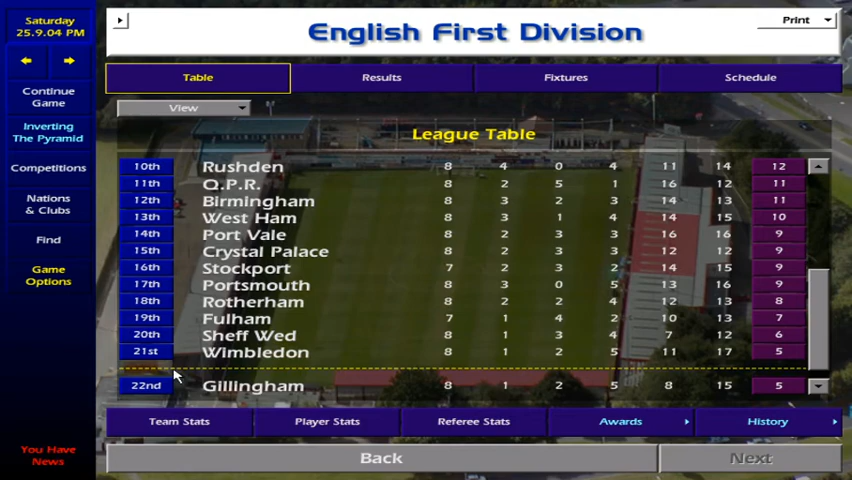 Saturday
25.9.04 PM
English First Division
Print
Continue
Game
Inverting
The Pyramid
Competitions
Nations
& Clubs
Find
Game
Options
You Have
News
Table Results Fixtures Schedule
View
League Table
10th Rushden 8 4 0 4 11 14 12
11th Q.P.R. 8 2 5 1 16 12 11
12th Birmingham 8 3 2 3 14 13 11
13th West Ham 8 3 1 4 14 15 10
14th Port Vale 8 2 3 3 16 16 9
15th Crystal Palace 8 2 3 3 12 12 9
16th Stockport 7 2 3 2 14 15 9
17th Portsmouth 8 3 0 5 13 16 9
18th Rotherham 8 2 2 4 12 13 8
19th Fulham 7 1 4 2 10 13 7
20th Sheff Wed 8 1 3 4 7 12 6
21st Wimbledon 8 1 2 5 11 17 5
22nd Gillingham 8 1 2 5 8 15 5
Team Stats Player Stats Referee Stats Awards History
Back Next